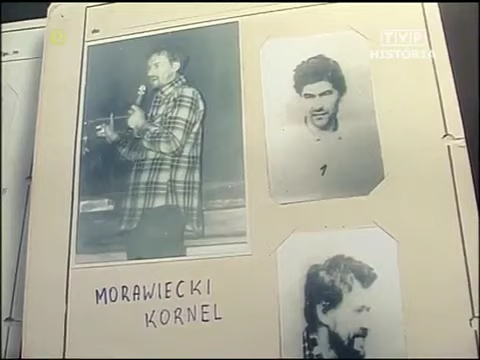 TVP
HISTORIA
1
MORAWIECKI
KORNEL